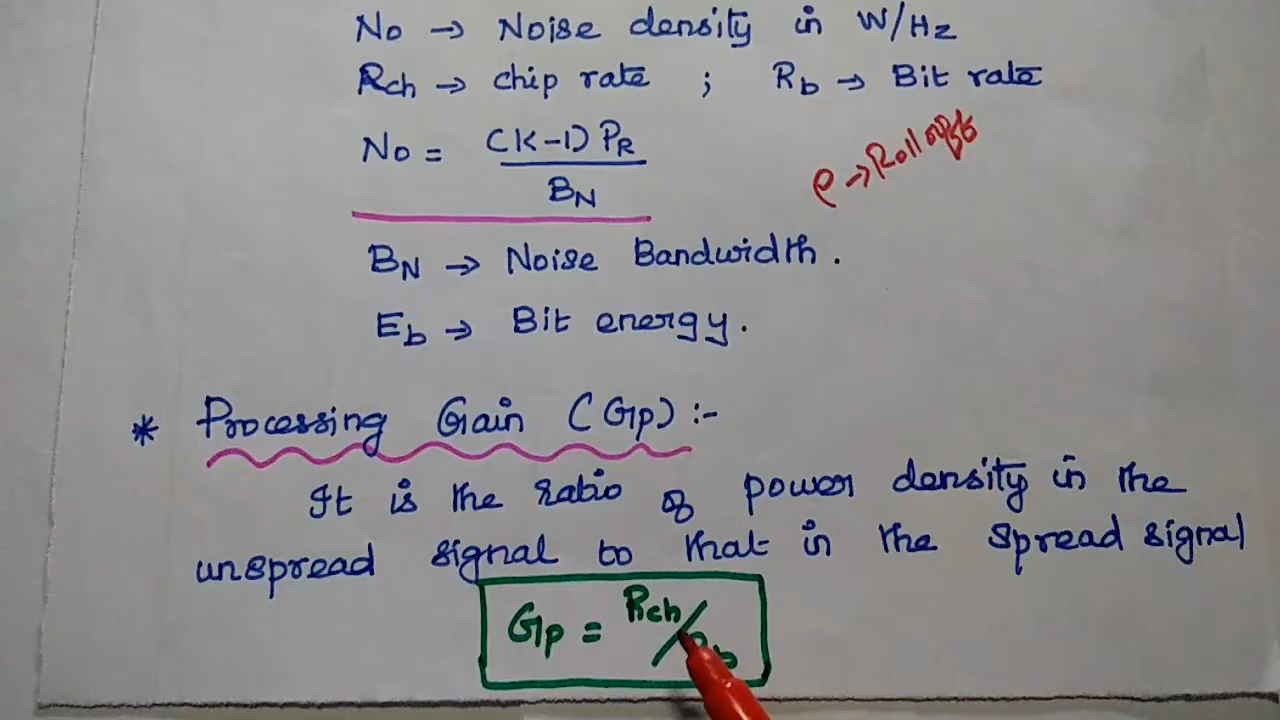 No → Noise density in W/Hz
Rch → chip rate ; Rb → Bit rate
No = (K-1) PR / BN
ρ → Rolloff
BN → Noise Bandwidth.
Eb → Bit energy.
* Processing Gain (Gp) :-
It is the ratio of power density in the
unspread signal to that in the spread signal
Gp = Rch/Rb